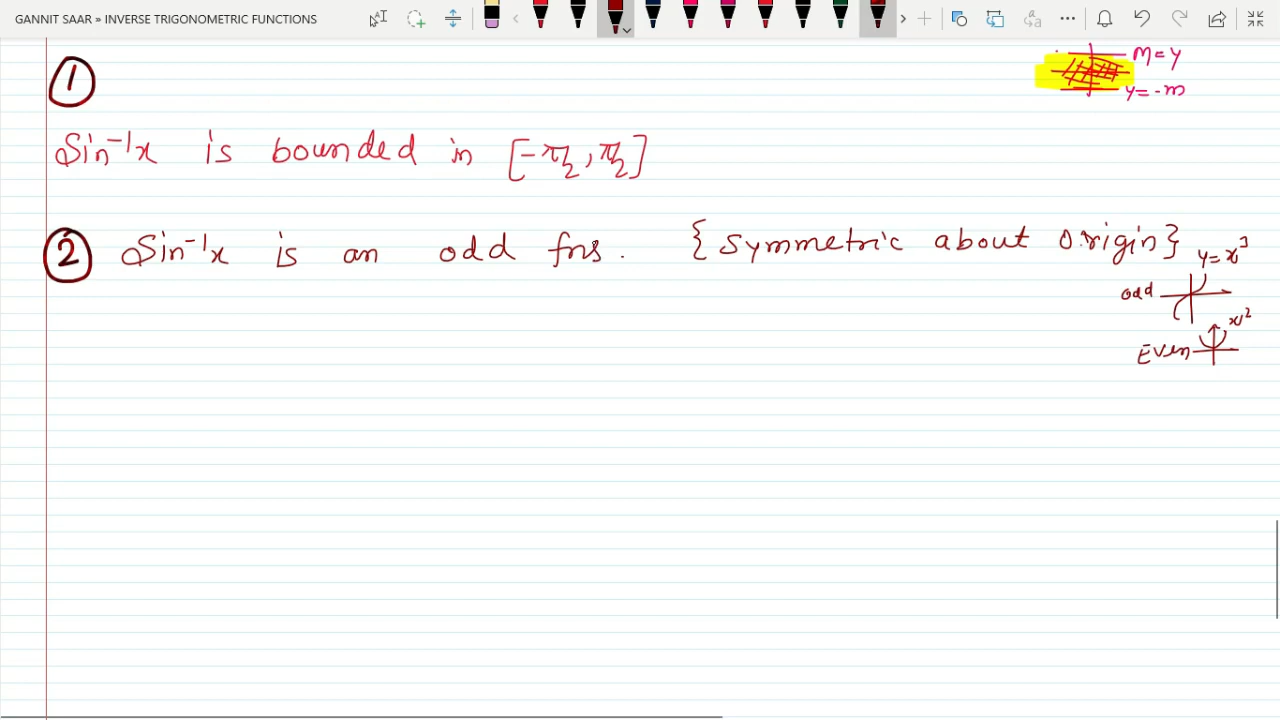 GANNIT SAAR » INVERSE TRIGONOMETRIC FUNCTIONS
m = y
y = -m
1
Sin⁻¹x is bounded in [-π/2, π/2]
2 Sin⁻¹x is an odd fns. {Symmetric about Origin}
y = x³
odd
x²
Even